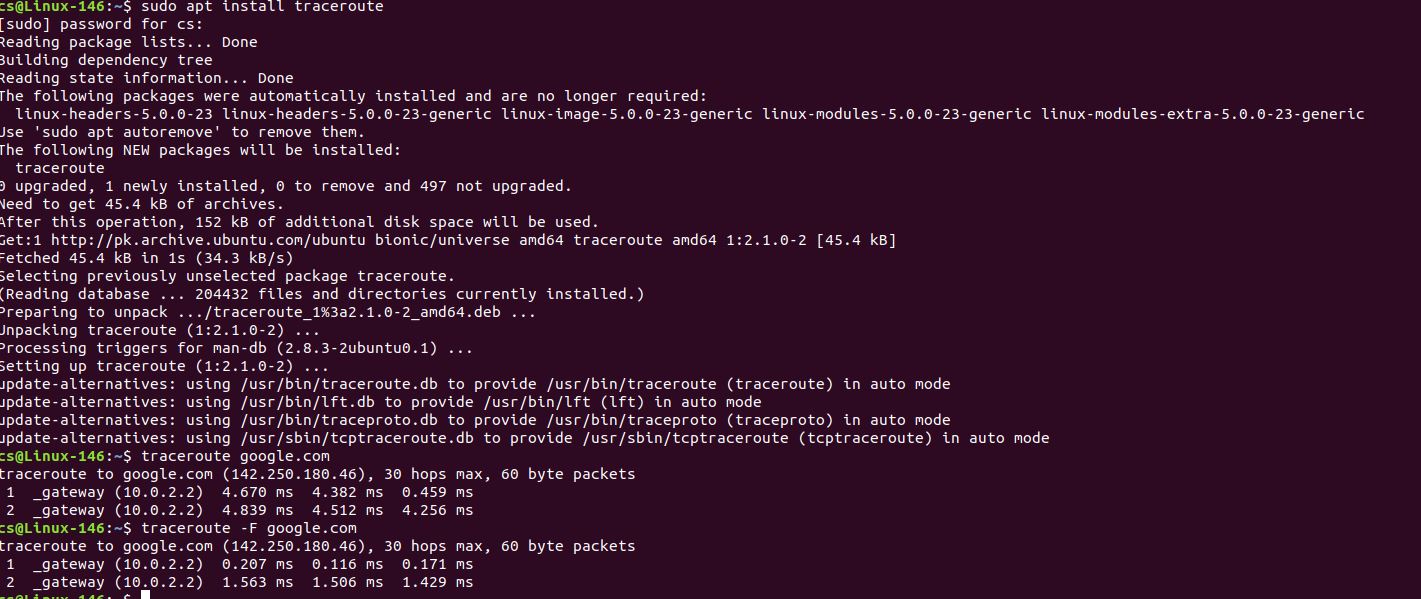 cs@Linux-146:~$ sudo apt install traceroute
[sudo] password for cs:
Reading package lists... Done
Building dependency tree
Reading state information... Done
The following packages were automatically installed and are no longer required:
  linux-headers-5.0.0-23 linux-headers-5.0.0-23-generic linux-image-5.0.0-23-generic linux-modules-5.0.0-23-generic linux-modules-extra-5.0.0-23-generic
Use 'sudo apt autoremove' to remove them.
The following NEW packages will be installed:
  traceroute
0 upgraded, 1 newly installed, 0 to remove and 497 not upgraded.
Need to get 45.4 kB of archives.
After this operation, 152 kB of additional disk space will be used.
Get:1 http://pk.archive.ubuntu.com/ubuntu bionic/universe amd64 traceroute amd64 1:2.1.0-2 [45.4 kB]
Fetched 45.4 kB in 1s (34.3 kB/s)
Selecting previously unselected package traceroute.
(Reading database ... 204432 files and directories currently installed.)
Preparing to unpack .../traceroute_1%3a2.1.0-2_amd64.deb ...
Unpacking traceroute (1:2.1.0-2) ...
Processing triggers for man-db (2.8.3-2ubuntu0.1) ...
Setting up traceroute (1:2.1.0-2) ...
update-alternatives: using /usr/bin/traceroute.db to provide /usr/bin/traceroute (traceroute) in auto mode
update-alternatives: using /usr/bin/lft.db to provide /usr/bin/lft (lft) in auto mode
update-alternatives: using /usr/bin/traceproto.db to provide /usr/bin/traceproto (traceproto) in auto mode
update-alternatives: using /usr/sbin/tcptraceroute.db to provide /usr/sbin/tcptraceroute (tcptraceroute) in auto mode
cs@Linux-146:~$ traceroute google.com
traceroute to google.com (142.250.180.46), 30 hops max, 60 byte packets
 1  _gateway (10.0.2.2)  4.670 ms  4.382 ms  0.459 ms
 2  _gateway (10.0.2.2)  4.839 ms  4.512 ms  4.256 ms
cs@Linux-146:~$ traceroute -F google.com
traceroute to google.com (142.250.180.46), 30 hops max, 60 byte packets
 1  _gateway (10.0.2.2)  0.207 ms  0.116 ms  0.171 ms
 2  _gateway (10.0.2.2)  1.563 ms  1.506 ms  1.429 ms
cs@Linux-146:~$